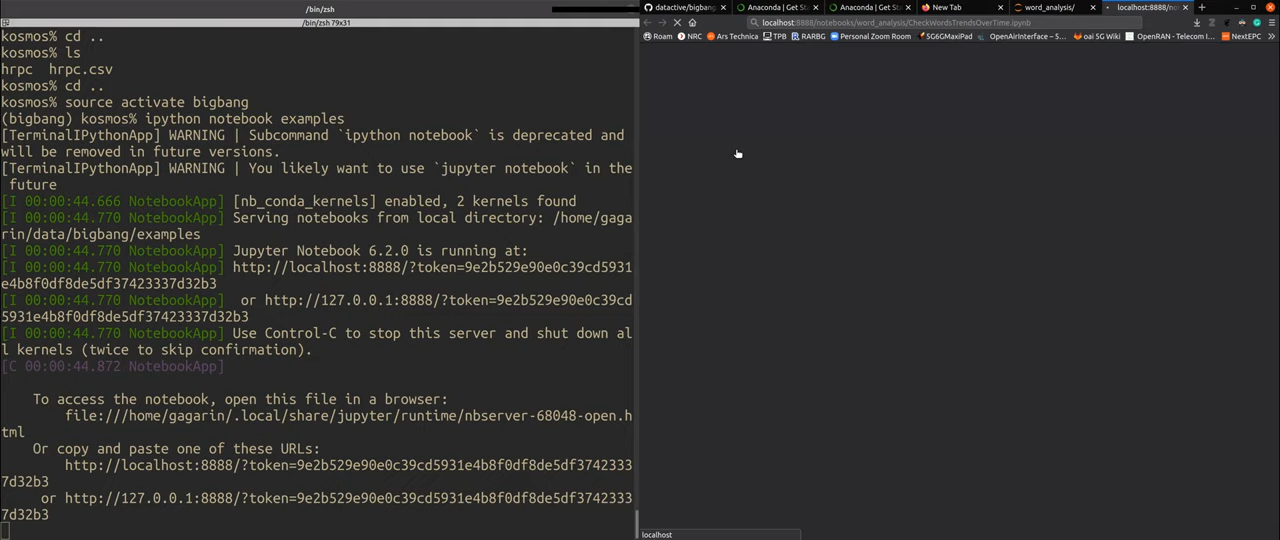 /bin/zsh
/bin/zsh 79x31
kosmos% cd ..
kosmos% ls
hrpc  hrpc.csv
kosmos% cd ..
kosmos% source activate bigbang
(bigbang) kosmos% ipython notebook examples
[TerminalIPythonApp] WARNING | Subcommand `ipython notebook` is deprecated and
will be removed in future versions.
[TerminalIPythonApp] WARNING | You likely want to use `jupyter notebook` in the
 future
[I 00:00:44.666 NotebookApp] [nb_conda_kernels] enabled, 2 kernels found
[I 00:00:44.770 NotebookApp] Serving notebooks from local directory: /home/gaga
rin/data/bigbang/examples
[I 00:00:44.770 NotebookApp] Jupyter Notebook 6.2.0 is running at:
[I 00:00:44.770 NotebookApp] http://localhost:8888/?token=9e2b529e90e0c39cd5931
e4b8f0df8de5df37423337d32b3
[I 00:00:44.770 NotebookApp]  or http://127.0.0.1:8888/?token=9e2b529e90e0c39cd
5931e4b8f0df8de5df37423337d32b3
[I 00:00:44.770 NotebookApp] Use Control-C to stop this server and shut down al
l kernels (twice to skip confirmation).
[C 00:00:44.872 NotebookApp]
To access the notebook, open this file in a browser:
file:///home/gagarin/.local/share/jupyter/runtime/nbserver-68048-open.h
tml
Or copy and paste one of these URLs:
http://localhost:8888/?token=9e2b529e90e0c39cd5931e4b8f0df8de5df3742333
7d32b3
or http://127.0.0.1:8888/?token=9e2b529e90e0c39cd5931e4b8f0df8de5df3742333
7d32b3
datactive/bigbang Anaconda | Get St Anaconda | Get St New Tab word_analysis/ localhost:8888/no
localhost:8888/notebooks/word_analysis/CheckWordsTrendsOverTime.ipynb
Roam NRC Ars Technica TPB RARBG Personal Zoom Room 5G6GMaxiPad OpenAirInterface – 5 oai 5G Wiki OpenRAN - Telecom I... NextEPC
localhost